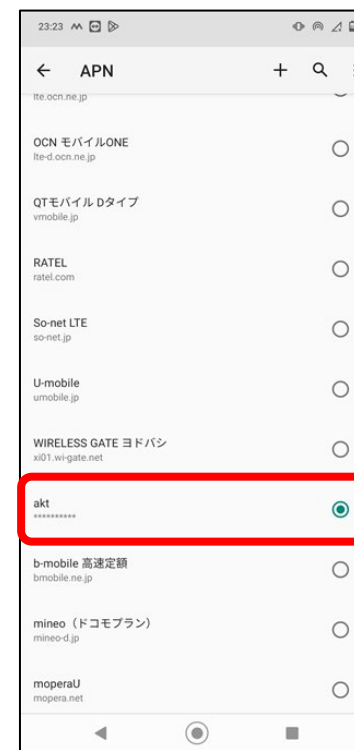 23:23
APN
lte.ocn.ne.jp
OCN モバイルONE
lte-d.ocn.ne.jp
QTモバイル Dタイプ
vmobile.jp
RATEL
ratel.com
So-net LTE
so-net.jp
U-mobile
umobile.jp
WIRELESS GATE ヨドバシ
xi01.wi-gate.net
akt
**********
b-mobile 高速定額
bmobile.ne.jp
mineo（ドコモプラン）
mineo-d.jp
moperaU
mopera.net